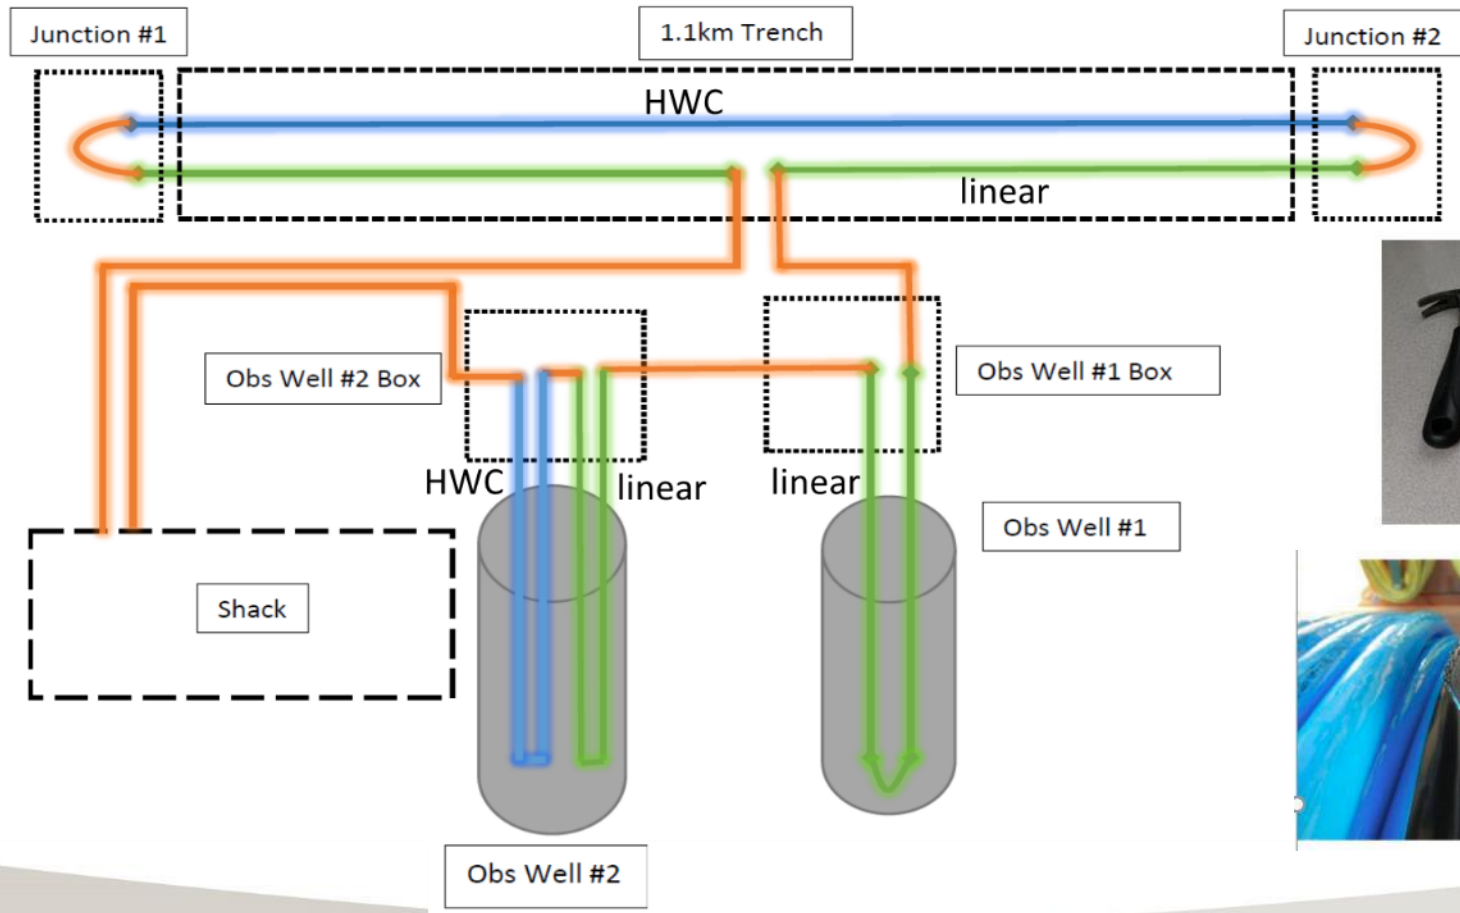 Junction #1
1.1km Trench
Junction #2
HWC
linear
Obs Well #2 Box
Obs Well #1 Box
HWC
linear
linear
Obs Well #1
Shack
Obs Well #2